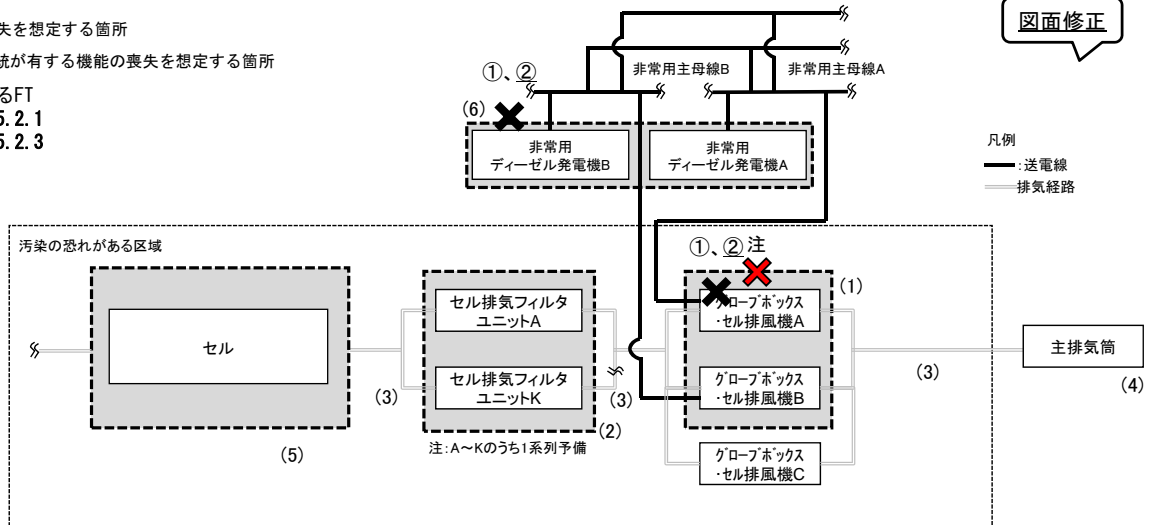 失を想定する箇所
統が有する機能の喪失を想定する箇所
るFT
5.2.1
5.2.3
図面修正
①、②
非常用主母線B
非常用主母線A
(6)
非常用
ディーゼル発電機B
非常用
ディーゼル発電機A
凡例
:送電線
:排気経路
汚染の恐れがある区域
①、②注
(1)
セル
セル排気フィルタ
ユニットA
セル排気フィルタ
ユニットK
グローブボックス
・セル排風機A
グローブボックス
・セル排風機B
グローブボックス
・セル排風機C
主排気筒
(3)
(3)
(3)
(4)
(2)
(5)
注:A～Kのうち1系列予備